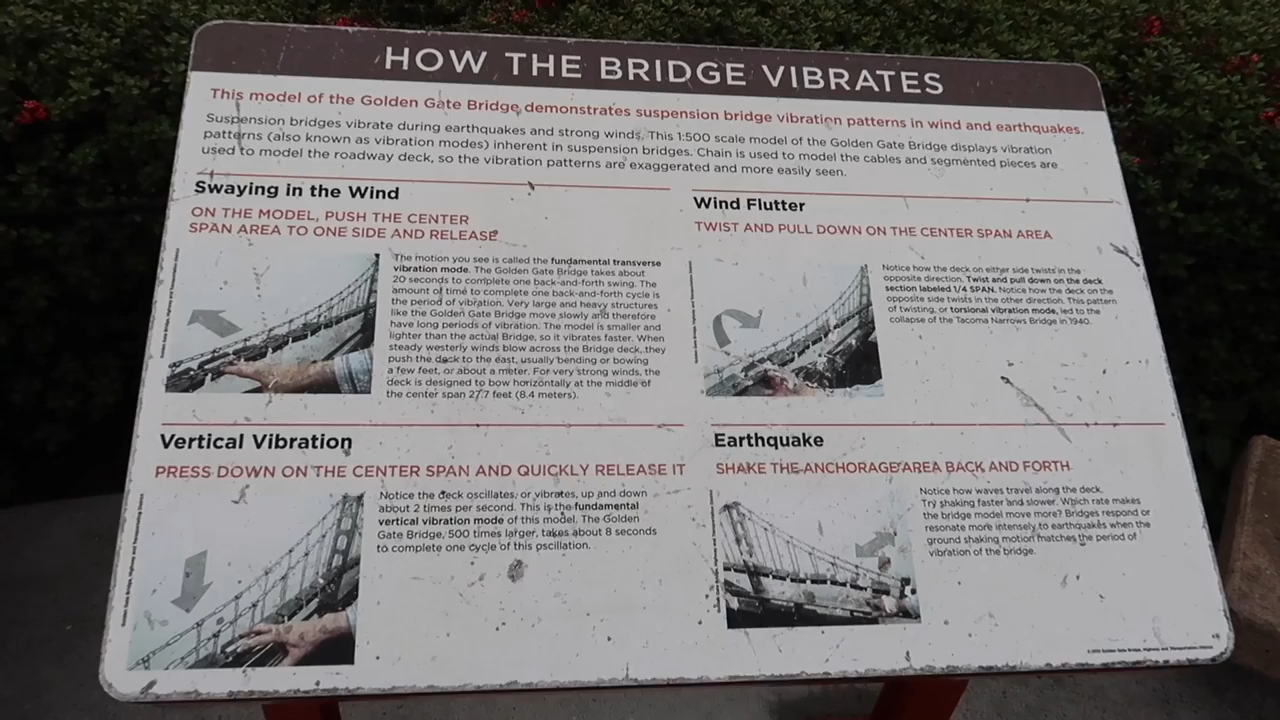 HOW THE BRIDGE VIBRATES
This model of the Golden Gate Bridge demonstrates suspension bridge vibration patterns in wind and earthquakes.
Suspension bridges vibrate during earthquakes and strong winds. This 1:500 scale model of the Golden Gate Bridge displays vibration
patterns (also known as vibration modes) inherent in suspension bridges. Chain is used to model the cables and segmented pieces are
used to model the roadway deck, so the vibration patterns are exaggerated and more easily seen.
Swaying in the Wind
ON THE MODEL, PUSH THE CENTER
SPAN AREA TO ONE SIDE AND RELEASE
The motion you see is called the fundamental transverse
vibration mode. The Golden Gate Bridge takes about
20 seconds to complete one back-and-forth swing. The
amount of time to complete one back-and-forth cycle is
the period of vibration. Very large and heavy structures
like the Golden Gate Bridge move slowly and therefore
have long periods of vibration. The model is smaller and
lighter than the actual Bridge, so it vibrates faster. When
steady westerly winds blow across the Bridge deck, they
push the deck to the east, usually bending or bowing
a few feet, or about a meter. For very strong winds, the
deck is designed to bow horizontally at the middle of
the center span 27.7 feet (8.4 meters).
Wind Flutter
TWIST AND PULL DOWN ON THE CENTER SPAN AREA
Notice how the deck on either side twists in the
opposite direction. Twist and pull down on the deck
section labeled 1/4 SPAN. Notice how the deck on the
opposite side twists in the other direction. This pattern
of twisting, or torsional vibration mode, led to the
collapse of the Tacoma Narrows Bridge in 1940.
Vertical Vibration
PRESS DOWN ON THE CENTER SPAN AND QUICKLY RELEASE IT
Notice the deck oscillates, or vibrates, up and down
about 2 times per second. This is the fundamental
vertical vibration mode of this model. The Golden
Gate Bridge, 500 times larger, takes about 8 seconds
to complete one cycle of this oscillation.
Earthquake
SHAKE THE ANCHORAGE AREA BACK AND FORTH
Notice how waves travel along the deck.
Try shaking faster and slower. Which rate makes
the bridge model move more? Bridges respond or
resonate more intensely to earthquakes when the
ground shaking motion matches the period of
vibration of the bridge.